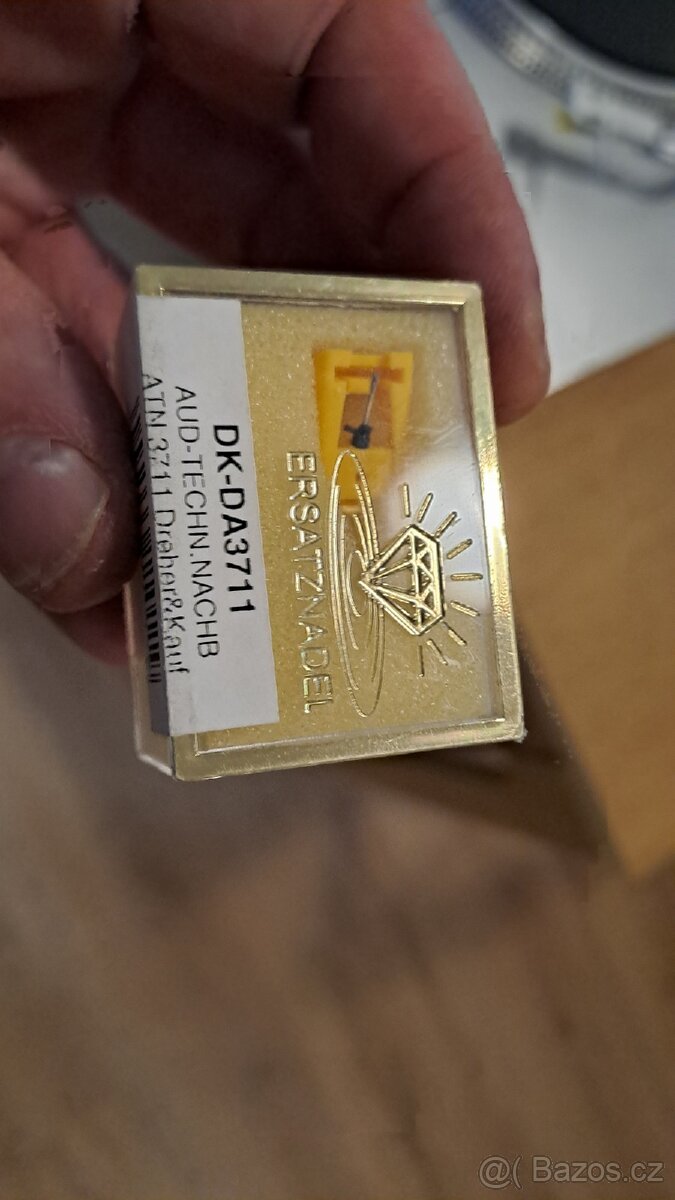 ERSATZNADEL
DK-DA3711
AUD-TECHN.NACHB
ATN 3711 Dreher&Kauf
@( Bazos.cz